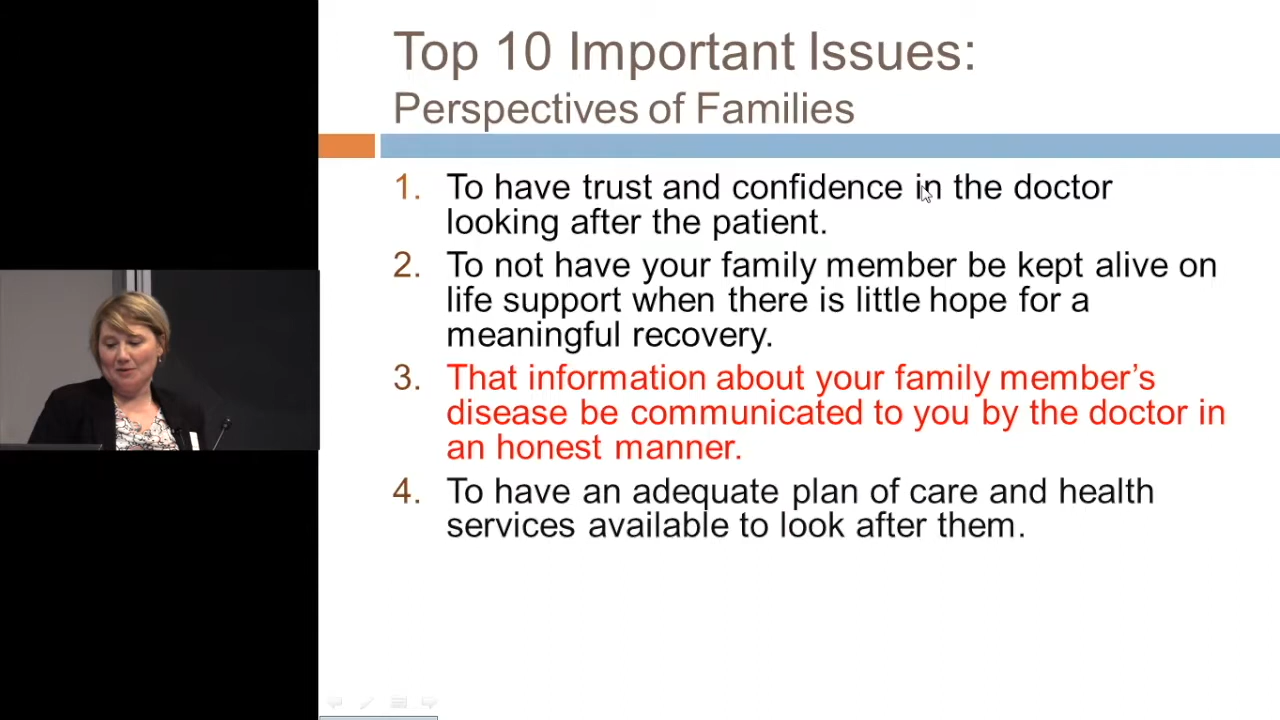 Top 10 Important Issues:
Perspectives of Families
1. To have trust and confidence in the doctor
looking after the patient.
2. To not have your family member be kept alive on
life support when there is little hope for a
meaningful recovery.
3. That information about your family member’s
disease be communicated to you by the doctor in
an honest manner.
4. To have an adequate plan of care and health
services available to look after them.